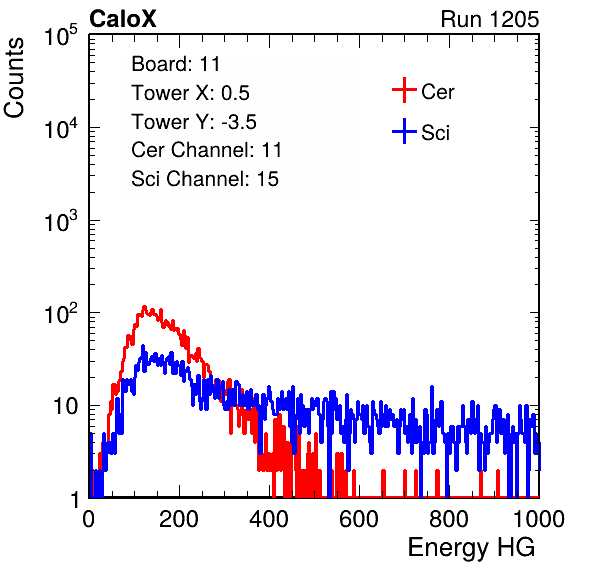 CaloX Run 1205
Counts
10^5
10^4
10^3
10^2
10
1
Board: 11
Tower X: 0.5
Tower Y: -3.5
Cer Channel: 11
Sci Channel: 15
Cer
Sci
0 200 400 600 800 1000
Energy HG